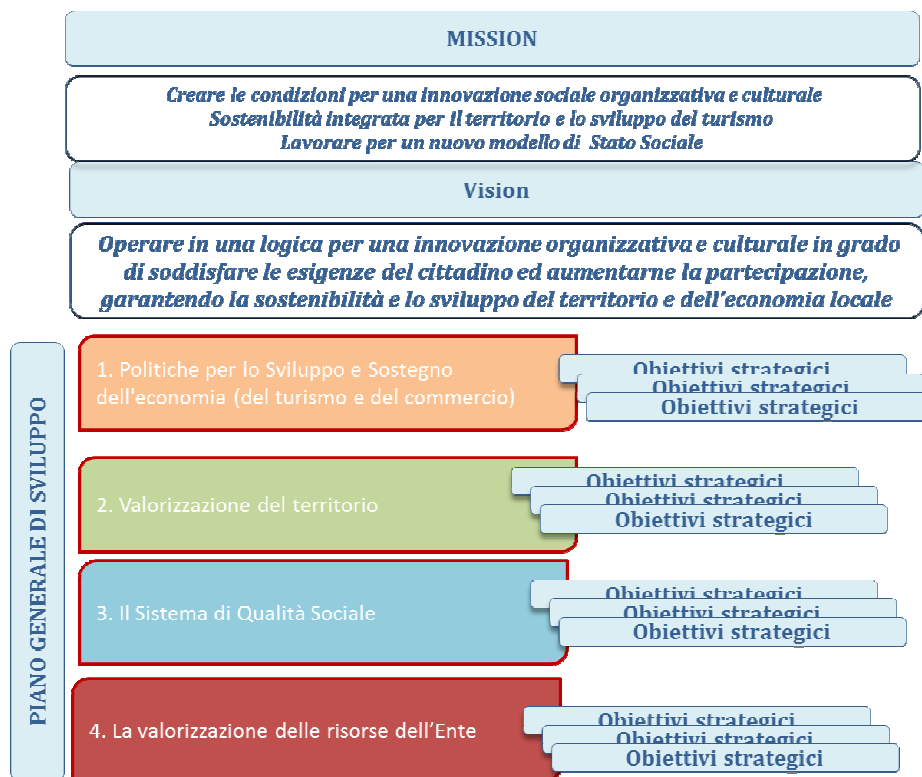 MISSION
Creare le condizioni per una innovazione sociale organizzativa e culturale
Sostenibilità integrata per il territorio e lo sviluppo del turismo
Lavorare per un nuovo modello di Stato Sociale
Vision
Operare in una logica per una innovazione organizzativa e culturale in grado
di soddisfare le esigenze del cittadino ed aumentarne la partecipazione,
garantendo la sostenibilità e lo sviluppo del territorio e dell'economia locale
PIANO GENERALE DI SVILUPPO
1. Politiche per lo Sviluppo e Sostegno
dell'economia (del turismo e del commercio)
Obiettivi strategici
Obiettivi strategici
Obiettivi strategici
2. Valorizzazione del territorio
Obiettivi strategici
Obiettivi strategici
Obiettivi strategici
3. Il Sistema di Qualità Sociale
Obiettivi strategici
Obiettivi strategici
Obiettivi strategici
4. La valorizzazione delle risorse dell’Ente
Obiettivi strategici
Obiettivi strategici
Obiettivi strategici